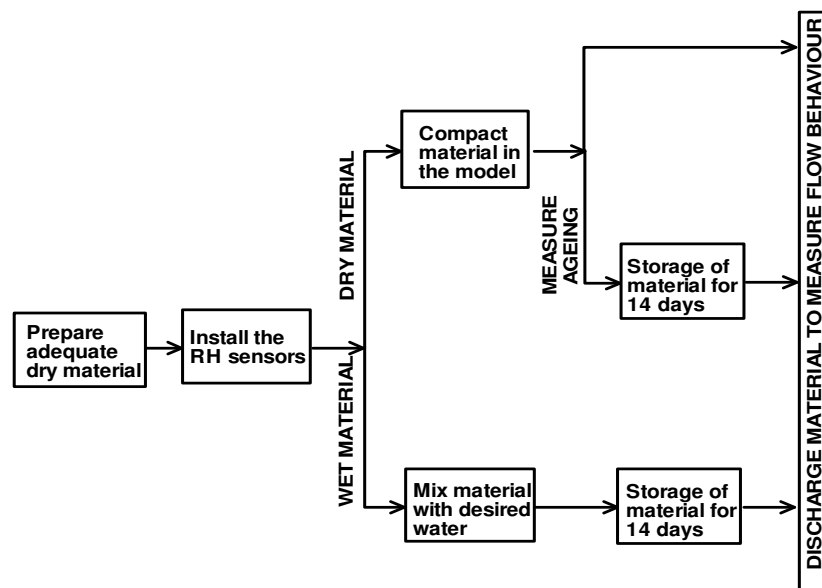 Prepare
adequate
dry material
Install the
RH sensors
DRY MATERIAL
WET MATERIAL
Compact
material in
the model
MEASURE
AGEING
Storage of
material for
14 days
Mix material
with desired
water
Storage of
material for
14 days
DISCHARGE MATERIAL TO MEASURE FLOW BEHAVIOUR